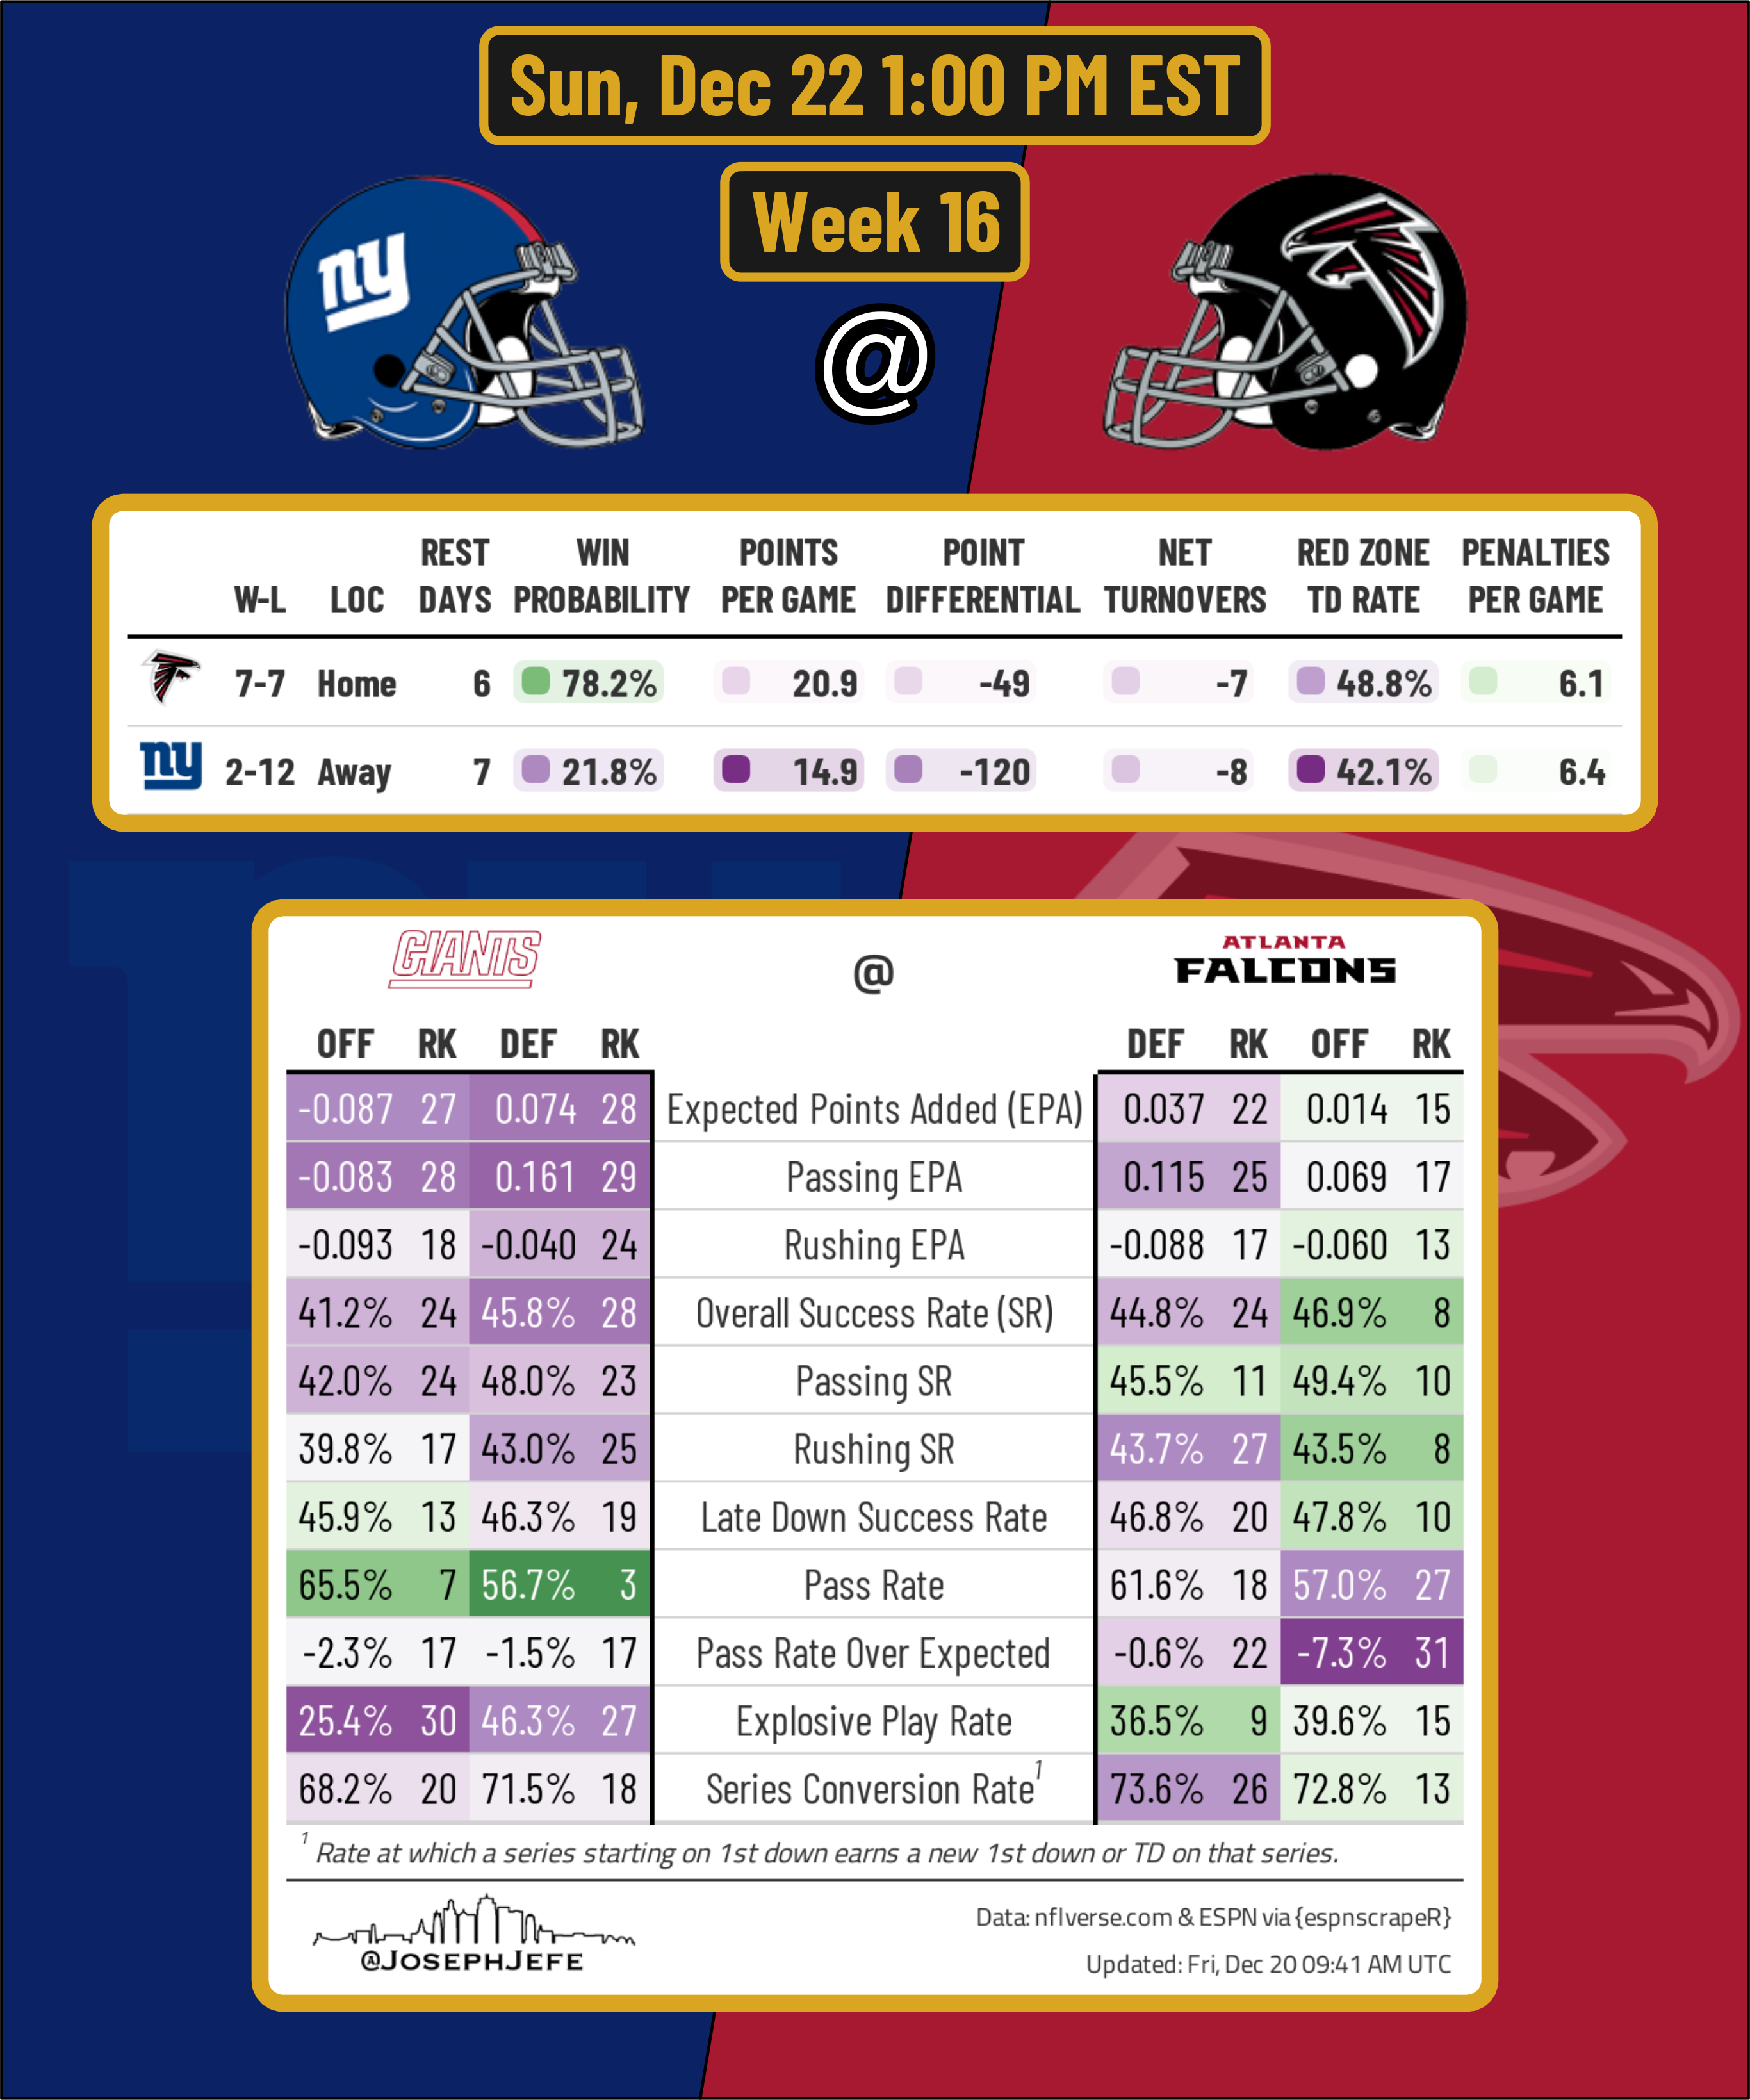 Sun, Dec 22 1:00 PM EST
Week 16
ny
@
W-L LOC REST DAYS WIN PROBABILITY POINTS PER GAME POINT DIFFERENTIAL NET TURNOVERS RED ZONE TD RATE PENALTIES PER GAME
7-7 Home 6 78.2% 20.9 -49 -7 48.8% 6.1
ny 2-12 Away 7 21.8% 14.9 -120 -8 42.1% 6.4
GIANTS @ ATLANTA FALCONS
OFF RK DEF RK DEF RK OFF RK
-0.087 27 0.074 28 Expected Points Added (EPA) 0.037 22 0.014 15
-0.083 28 0.161 29 Passing EPA 0.115 25 0.069 17
-0.093 18 -0.040 24 Rushing EPA -0.088 17 -0.060 13
41.2% 24 45.8% 28 Overall Success Rate (SR) 44.8% 24 46.9% 8
42.0% 24 48.0% 23 Passing SR 45.5% 11 49.4% 10
39.8% 17 43.0% 25 Rushing SR 43.7% 27 43.5% 8
45.9% 13 46.3% 19 Late Down Success Rate 46.8% 20 47.8% 10
65.5% 7 56.7% 3 Pass Rate 61.6% 18 57.0% 27
-2.3% 17 -1.5% 17 Pass Rate Over Expected -0.6% 22 -7.3% 31
25.4% 30 46.3% 27 Explosive Play Rate 36.5% 9 39.6% 15
68.2% 20 71.5% 18 Series Conversion Rate¹ 73.6% 26 72.8% 13
¹ Rate at which a series starting on 1st down earns a new 1st down or TD on that series.
@JOSEPHJEFE
Data: nflverse.com & ESPN via {espnscrapeR}
Updated: Fri, Dec 20 09:41 AM UTC